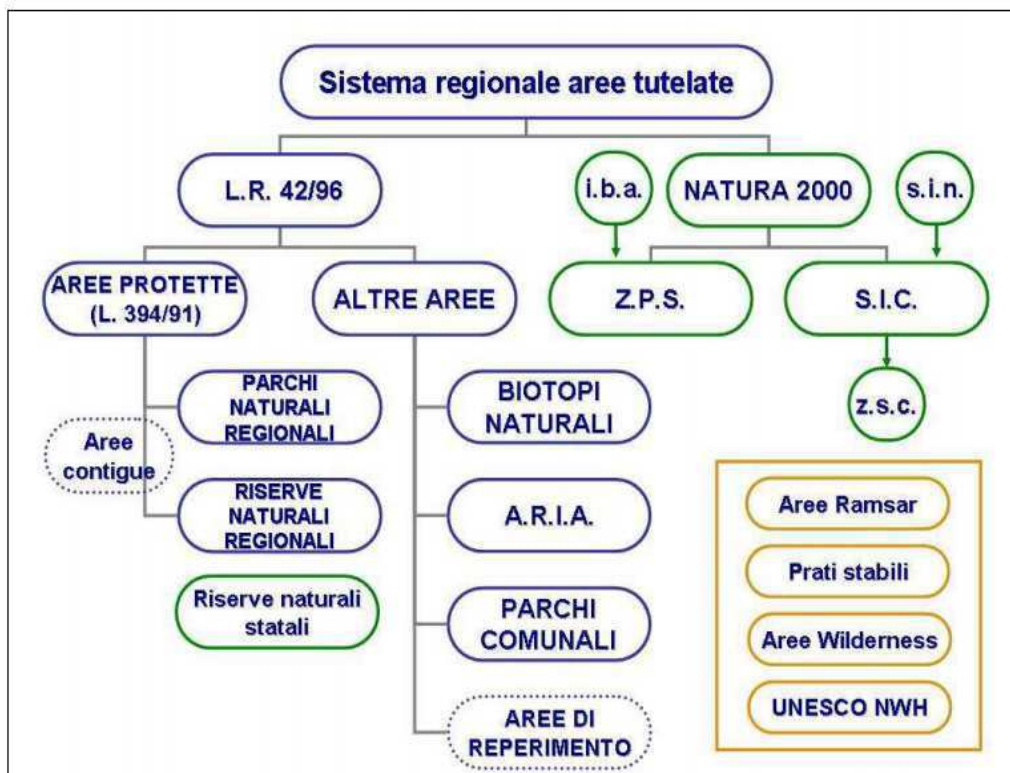 Sistema regionale aree tutelate
L.R. 42/96
i.b.a.
NATURA 2000
s.i.n.
AREE PROTETTE
(L. 394/91)
ALTRE AREE
Z.P.S.
S.I.C.
PARCHI
NATURALI
REGIONALI
BIOTOPI
NATURALI
z.s.c.
Aree
contigue
RISERVE
NATURALI
REGIONALI
A.R.I.A.
Aree Ramsar
Prati stabili
Riserve naturali
statali
PARCHI
COMUNALI
Aree Wilderness
UNESCO NWH
AREE DI
REPERIMENTO